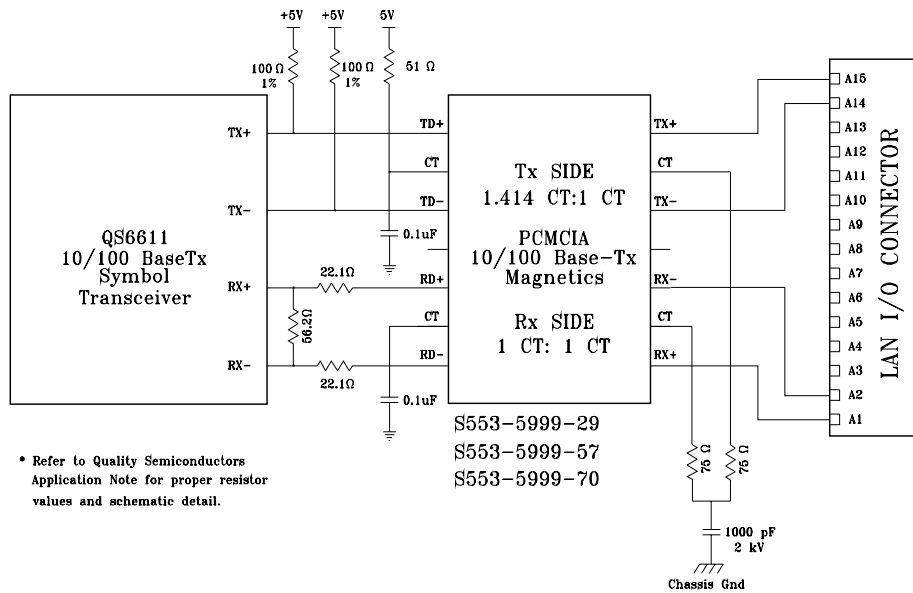 +5V +5V 5V
100 Ω
1%
100 Ω
1%
51 Ω
TX+
TX-
QS6611
10/100 BaseTx
Symbol
Transceiver
RX+
RX-
22.1Ω
56.2Ω
22.1Ω
TD+
CT
TD-
0.1uF
RD+
CT
RD-
0.1uF
Tx SIDE
1.414 CT:1 CT
PCMCIA
10/100 Base-Tx
Magnetics
Rx SIDE
1 CT: 1 CT
TX+
CT
TX-
RX-
CT
RX+
S553-5999-29
S553-5999-57
S553-5999-70
75 Ω
75 Ω
1000 pF
2 kV
Chassis Gnd
A15
A14
A13
A12
A11
A10
A9
A8
A7
A6
A5
A4
A3
A2
A1
LAN I/O CONNECTOR
* Refer to Quality Semiconductors
Application Note for proper resistor
values and schematic detail.